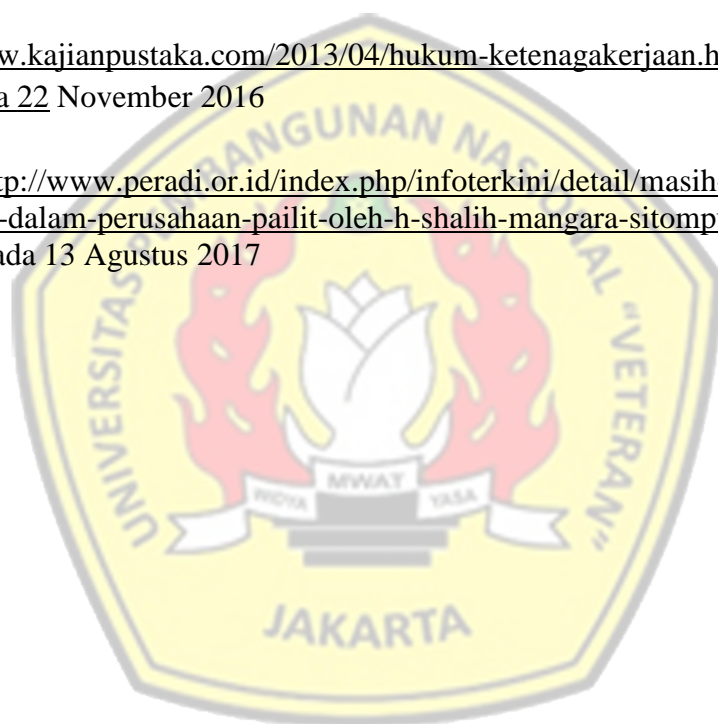 w.kajianpustaka.com/2013/04/hukum-ketenagakerjaan.h
a 22 November 2016
tp://www.peradi.or.id/index.php/infoterkini/detail/masih-
-dalam-perusahaan-pailit-oleh-h-shalih-mangara-sitomp
ada 13 Agustus 2017
UNIVERSITAS PEMBANGUNAN NASIONAL "VETERAN"
WIDYA MWAT YASA
JAKARTA